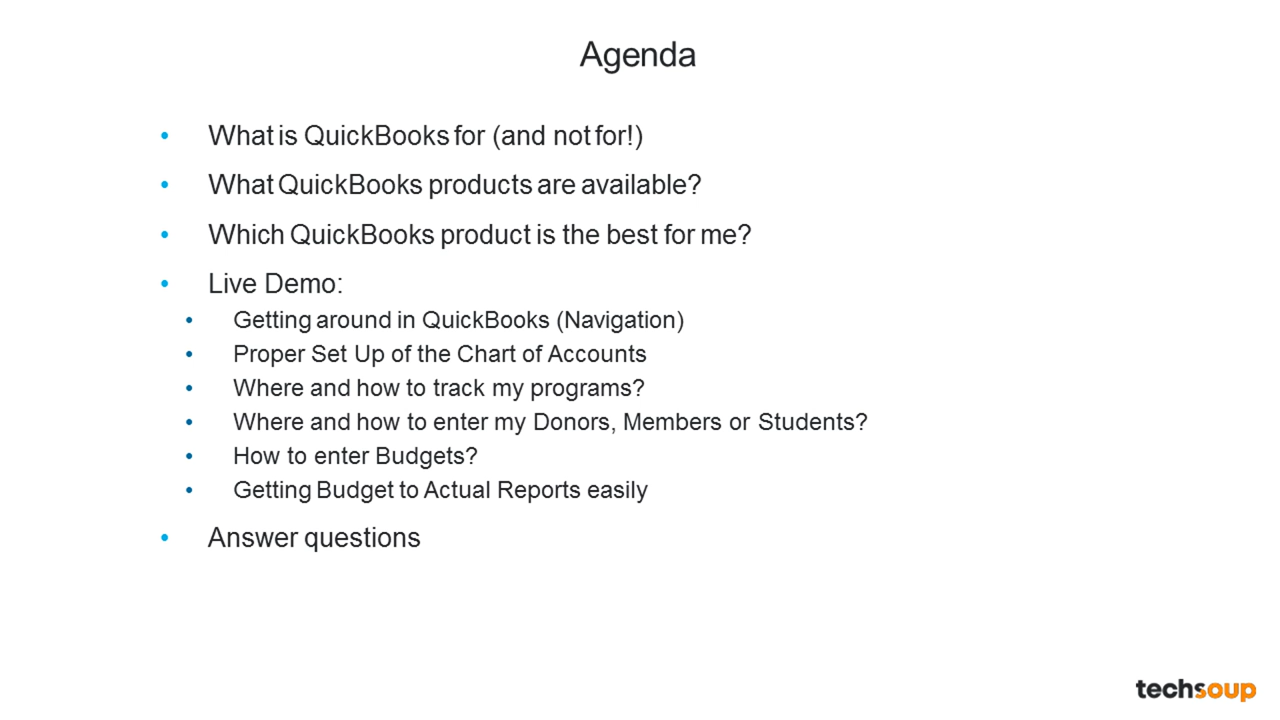 Agenda
• What is QuickBooks for (and not for!)
• What QuickBooks products are available?
• Which QuickBooks product is the best for me?
• Live Demo:
• Getting around in QuickBooks (Navigation)
• Proper Set Up of the Chart of Accounts
• Where and how to track my programs?
• Where and how to enter my Donors, Members or Students?
• How to enter Budgets?
• Getting Budget to Actual Reports easily
• Answer questions
techsoup